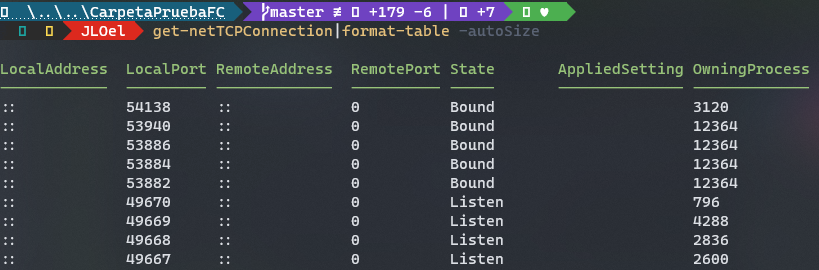 \..\..\CarpetaPruebaFC master ≢ +179 -6 | +7 ♥
JLOel get-netTCPConnection|format-table -autoSize
LocalAddress LocalPort RemoteAddress RemotePort State AppliedSetting OwningProcess
:: 54138 :: 0 Bound 3120
:: 53940 :: 0 Bound 12364
:: 53886 :: 0 Bound 12364
:: 53884 :: 0 Bound 12364
:: 53882 :: 0 Bound 12364
:: 49670 :: 0 Listen 796
:: 49669 :: 0 Listen 4288
:: 49668 :: 0 Listen 2836
:: 49667 :: 0 Listen 2600